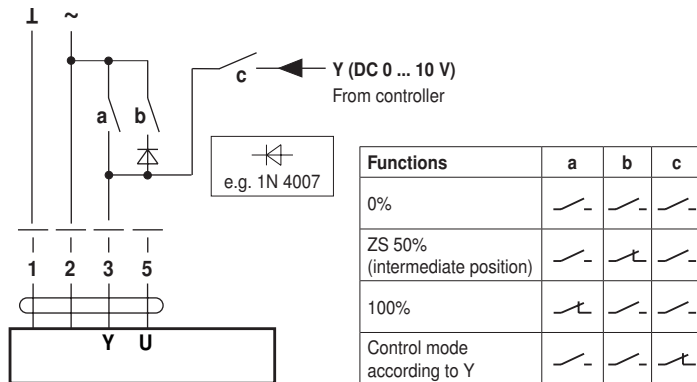 ⊥ ~
a b c
Y (DC 0 ... 10 V)
From controller
e.g. 1N 4007
1 2 3 5
Y U
Functions a b c
0%
ZS 50%
(intermediate position)
100%
Control mode
according to Y